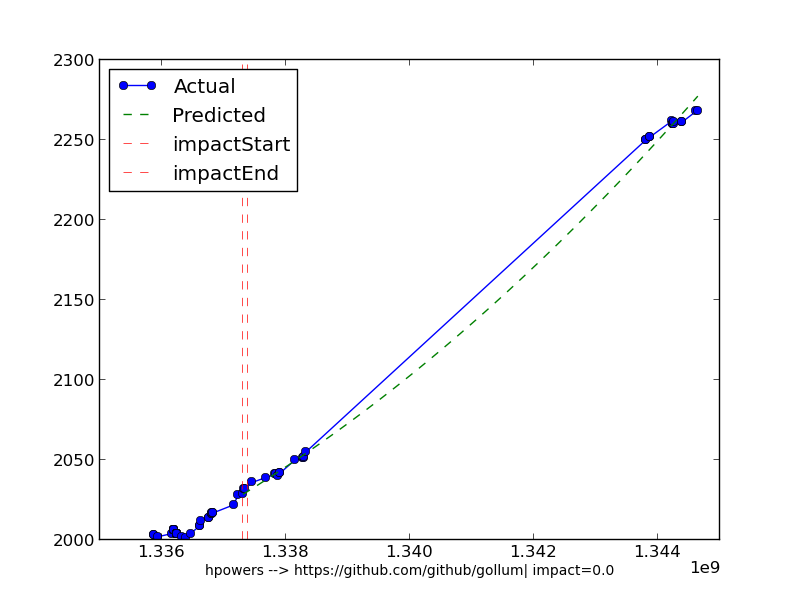 2300
2250
2200
2150
2100
2050
2000
Actual
Predicted
impactStart
impactEnd
1.336 1.338 1.340 1.342 1.344
1e9
hpowers --> https://github.com/github/gollum| impact=0.0